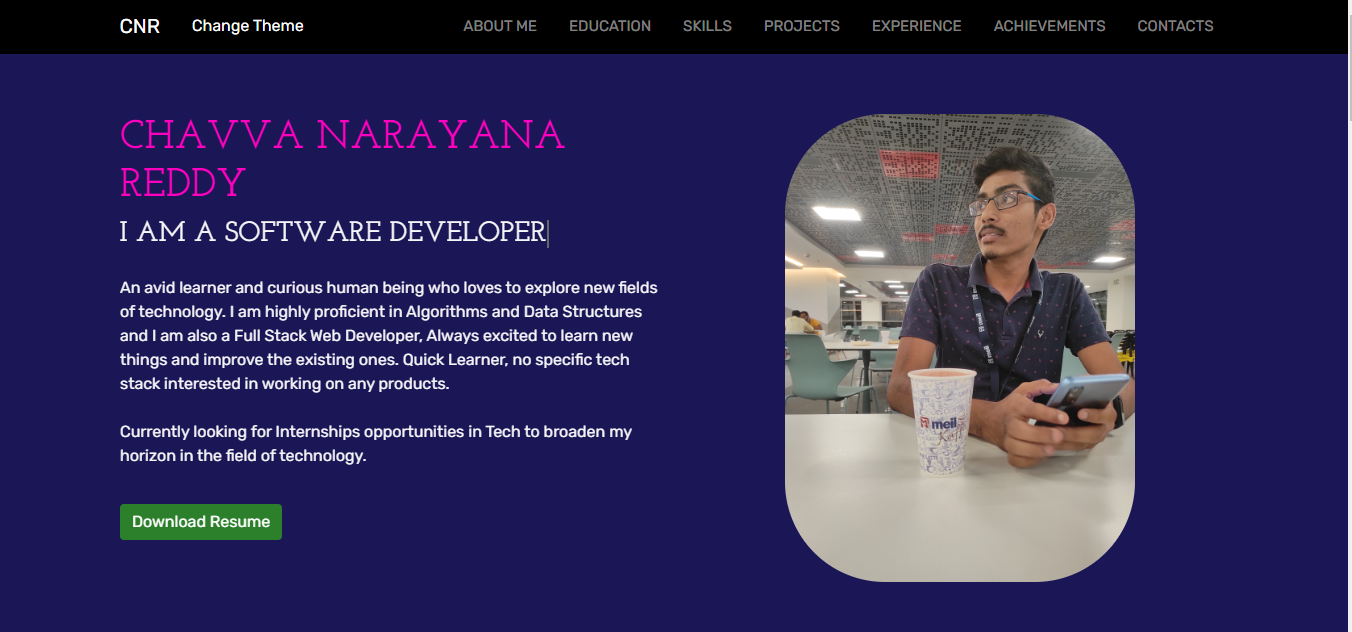 CNR Change Theme ABOUT ME EDUCATION SKILLS PROJECTS EXPERIENCE ACHIEVEMENTS CONTACTS
CHAVVA NARAYANA
REDDY
I AM A SOFTWARE DEVELOPER
An avid learner and curious human being who loves to explore new fields
of technology. I am highly proficient in Algorithms and Data Structures
and I am also a Full Stack Web Developer, Always excited to learn new
things and improve the existing ones. Quick Learner, no specific tech
stack interested in working on any products.
Currently looking for Internships opportunities in Tech to broaden my
horizon in the field of technology.
Download Resume
meil